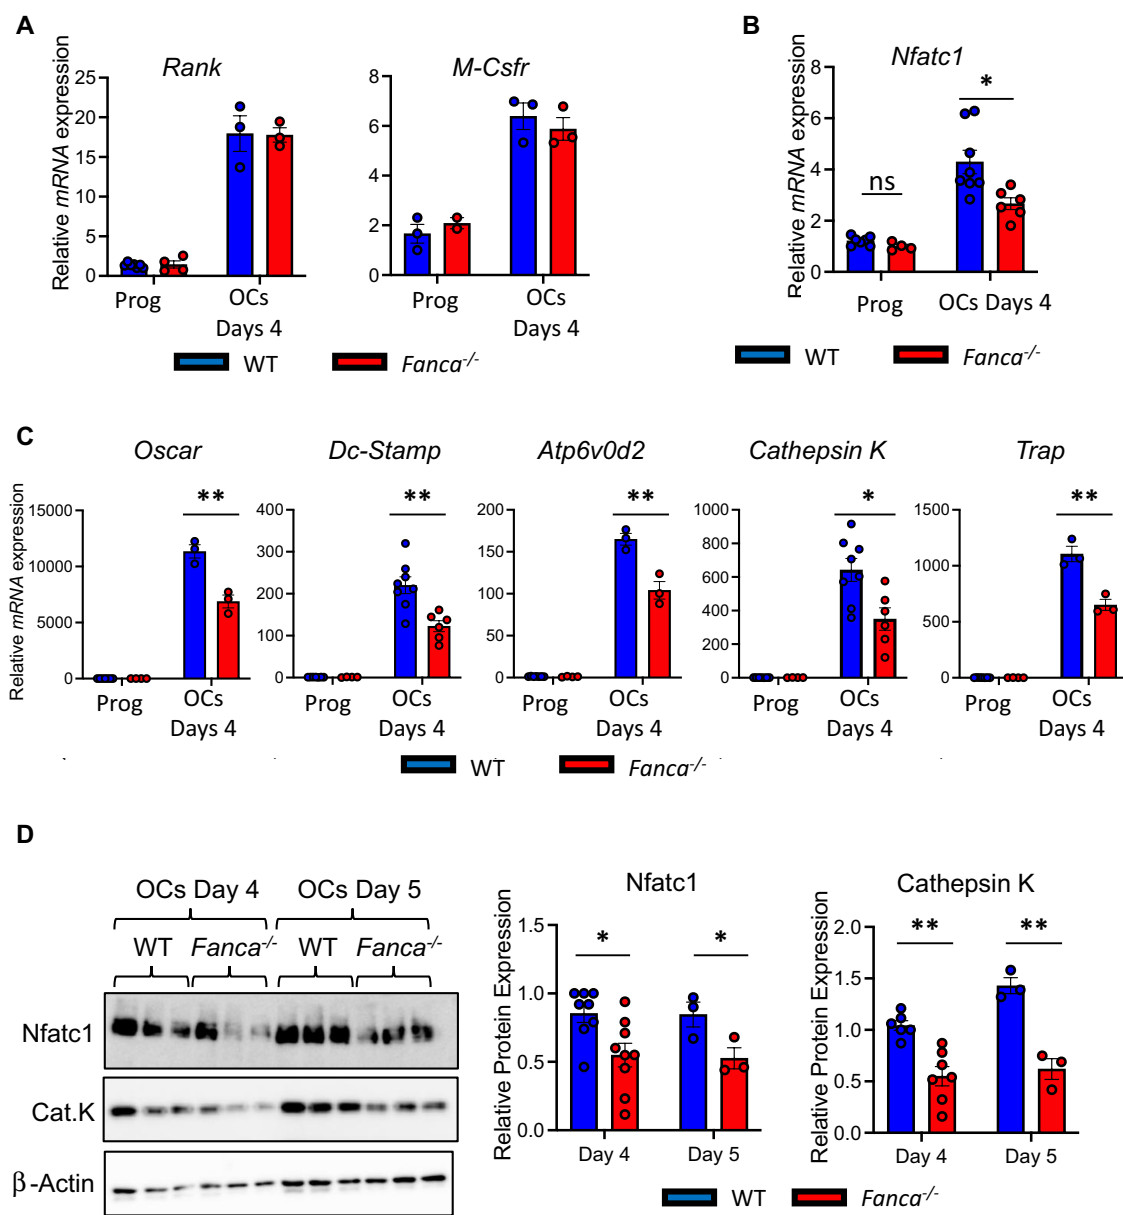 A
Rank
M-Csfr
Relative mRNA expression
25
20
15
10
5
0
Prog
OCs
Days 4
8
6
4
2
0
Prog
OCs
Days 4
WT
Fanca-/-
B
Nfatc1
Relative mRNA expression
8
6
4
2
0
ns
*
Prog
OCs Days 4
WT
Fanca-/-
C
Oscar
Dc-Stamp
Atp6v0d2
Cathepsin K
Trap
Relative mRNA expression
15000
10000
5000
0
**
Prog
OCs
Days 4
400
300
200
100
0
**
Prog
OCs
Days 4
200
150
100
50
0
**
Prog
OCs
Days 4
1000
800
600
400
200
0
*
Prog
OCs
Days 4
1500
1000
500
0
**
Prog
OCs
Days 4
WT
Fanca-/-
D
OCs Day 4
OCs Day 5
WT
Fanca-/-
WT
Fanca-/-
Nfatc1
Cat.K
β-Actin
Nfatc1
Relative Protein Expression
1.5
1.0
0.5
0.0
*
*
Day 4
Day 5
Cathepsin K
Relative Protein Expression
2.0
1.5
1.0
0.5
0.0
**
**
Day 4
Day 5
WT
Fanca-/-